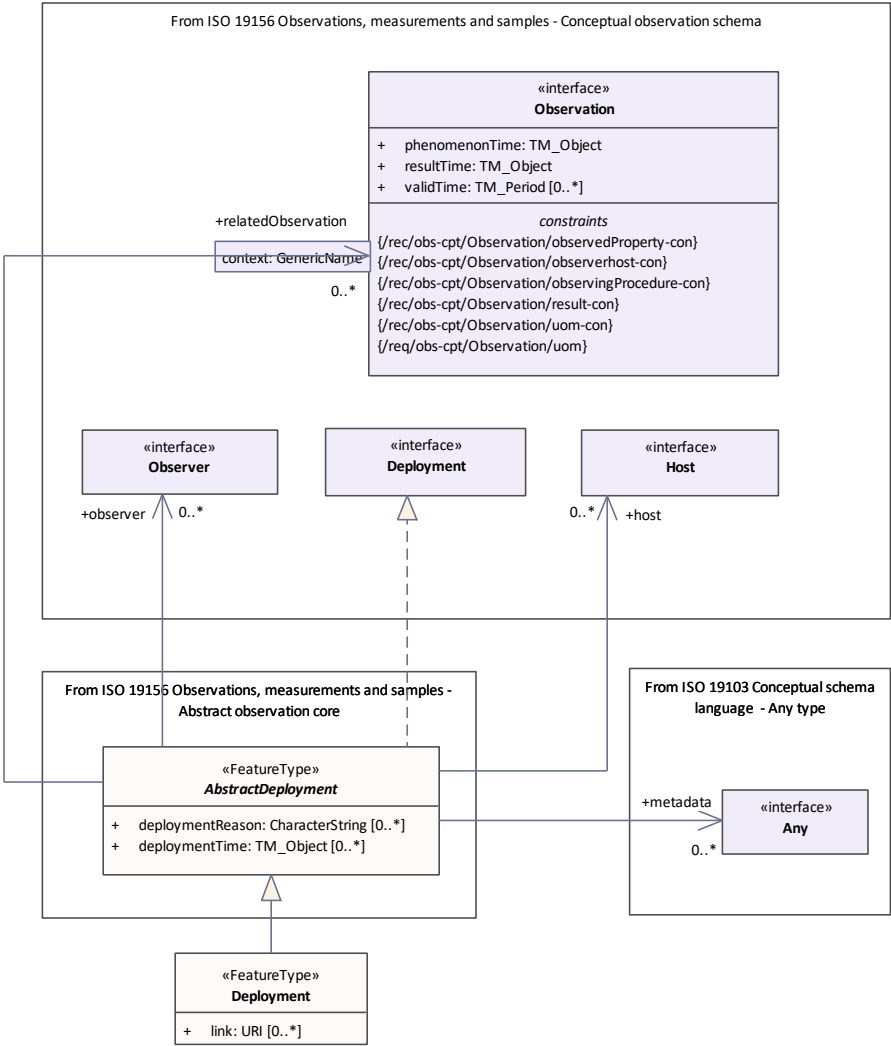 From ISO 19156 Observations, measurements and samples - Conceptual observation schema
«interface»
Observation
+ phenomenonTime: TM_Object
+ resultTime: TM_Object
+ validTime: TM_Period [0..*]
constraints
{/rec/obs-cpt/Observation/observedProperty-con}
{/rec/obs-cpt/Observation/observerhost-con}
{/rec/obs-cpt/Observation/observingProcedure-con}
{/rec/obs-cpt/Observation/result-con}
{/rec/obs-cpt/Observation/uom-con}
{/req/obs-cpt/Observation/uom}
+relatedObservation
context: GenericName
0..*
«interface»
Observer
«interface»
Deployment
«interface»
Host
+observer
0..*
0..*
+host
From ISO 19156 Observations, measurements and samples -
Abstract observation core
From ISO 19103 Conceptual schema
language - Any type
«FeatureType»
AbstractDeployment
+ deploymentReason: CharacterString [0..*]
+ deploymentTime: TM_Object [0..*]
+metadata
0..*
«interface»
Any
«FeatureType»
Deployment
+ link: URI [0..*]